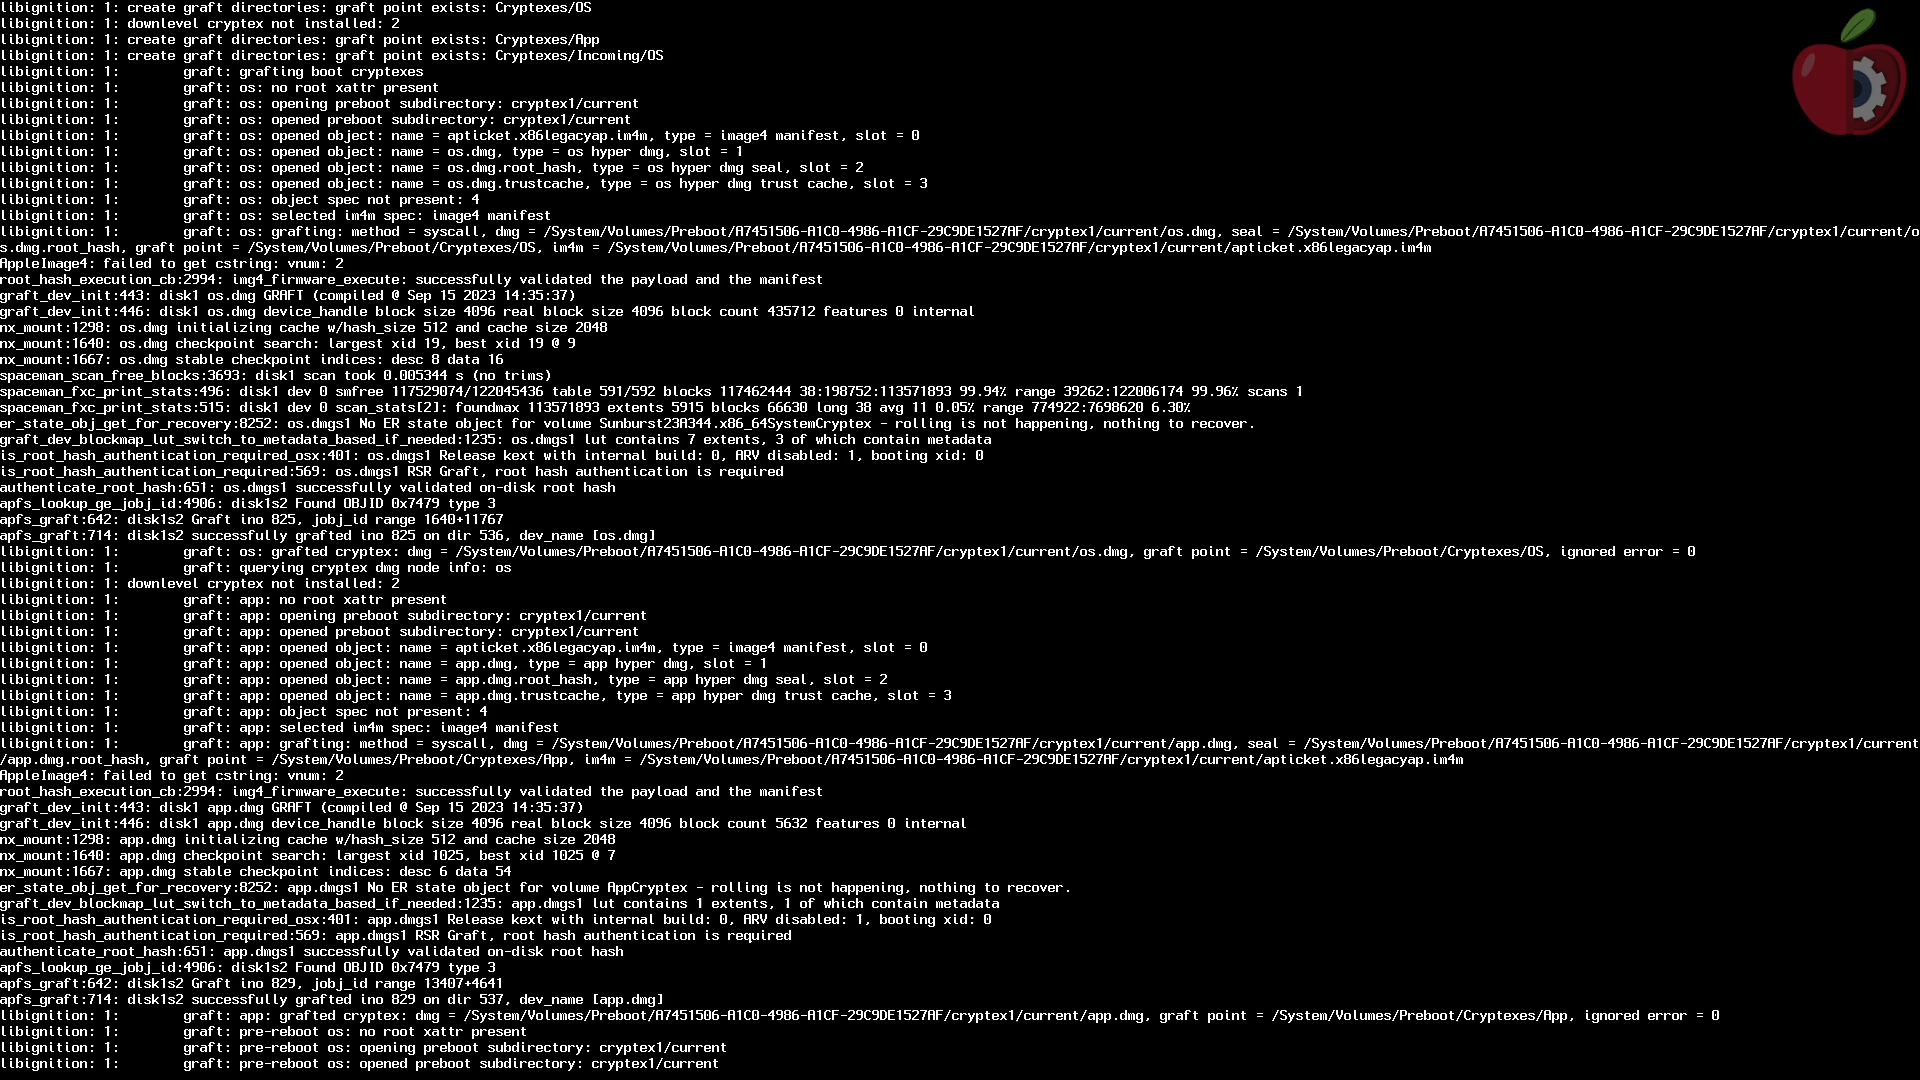 libignition: 1: create graft directories: graft point exists: Cryptexes/OS
libignition: 1: downlevel cryptex not installed: 2
libignition: 1: create graft directories: graft point exists: Cryptexes/App
libignition: 1: create graft directories: graft point exists: Cryptexes/Incoming/OS
libignition: 1:        graft: grafting boot cryptexes
libignition: 1:        graft: os: no root xattr present
libignition: 1:        graft: os: opening preboot subdirectory: cryptex1/current
libignition: 1:        graft: os: opened preboot subdirectory: cryptex1/current
libignition: 1:        graft: os: opened object: name = apticket.x86legacyap.im4m, type = image4 manifest, slot = 0
libignition: 1:        graft: os: opened object: name = os.dmg, type = os hyper dmg, slot = 1
libignition: 1:        graft: os: opened object: name = os.dmg.root_hash, type = os hyper dmg seal, slot = 2
libignition: 1:        graft: os: opened object: name = os.dmg.trustcache, type = os hyper dmg trust cache, slot = 3
libignition: 1:        graft: os: object spec not present: 4
libignition: 1:        graft: os: selected im4m spec: image4 manifest
libignition: 1:        graft: os: grafting: method = syscall, dmg = /System/Volumes/Preboot/A7451506-A1C0-4986-A1CF-29C9DE1527AF/cryptex1/current/os.dmg, seal = /System/Volumes/Preboot/A7451506-A1C0-4986-A1CF-29C9DE1527AF/cryptex1/current/o
s.dmg.root_hash, graft point = /System/Volumes/Preboot/Cryptexes/OS, im4m = /System/Volumes/Preboot/A7451506-A1C0-4986-A1CF-29C9DE1527AF/cryptex1/current/apticket.x86legacyap.im4m
AppleImage4: failed to get cstring: vnum: 2
root_hash_execution_cb:2994: img4_firmware_execute: successfully validated the payload and the manifest
graft_dev_init:443: disk1 os.dmg GRAFT (compiled @ Sep 15 2023 14:35:37)
graft_dev_init:446: disk1 os.dmg device_handle block size 4096 real block size 4096 block count 435712 features 0 internal
nx_mount:1298: os.dmg initializing cache w/hash_size 512 and cache size 2048
nx_mount:1640: os.dmg checkpoint search: largest xid 19, best xid 19 @ 9
nx_mount:1667: os.dmg stable checkpoint indices: desc 8 data 16
spaceman_scan_free_blocks:3693: disk1 scan took 0.005344 s (no trims)
spaceman_fxc_print_stats:496: disk1 dev 0 smfree 117529074/122045436 table 591/592 blocks 117462444 38:198752:113571893 99.94% range 39262:122006174 99.96% scans 1
spaceman_fxc_print_stats:515: disk1 dev 0 scan_stats[2]: foundmax 113571893 extents 5915 blocks 66630 long 38 avg 11 0.05% range 774922:7698620 6.30%
er_state_obj_get_for_recovery:8252: os.dmgs1 No ER state object for volume Sunburst23A344.x86_64SystemCryptex - rolling is not happening, nothing to recover.
graft_dev_blockmap_lut_switch_to_metadata_based_if_needed:1235: os.dmgs1 lut contains 7 extents, 3 of which contain metadata
is_root_hash_authentication_required_osx:401: os.dmgs1 Release kext with internal build: 0, ARV disabled: 1, booting xid: 0
is_root_hash_authentication_required:569: os.dmgs1 RSR Graft, root hash authentication is required
authenticate_root_hash:651: os.dmgs1 successfully validated on-disk root hash
apfs_lookup_ge_jobj_id:4906: disk1s2 Found OBJID 0x7479 type 3
apfs_graft:642: disk1s2 Graft ino 825, jobj_id range 1640+11767
apfs_graft:714: disk1s2 successfully grafted ino 825 on dir 536, dev_name [os.dmg]
libignition: 1:        graft: os: grafted cryptex: dmg = /System/Volumes/Preboot/A7451506-A1C0-4986-A1CF-29C9DE1527AF/cryptex1/current/os.dmg, graft point = /System/Volumes/Preboot/Cryptexes/OS, ignored error = 0
libignition: 1:        graft: querying cryptex dmg node info: os
libignition: 1: downlevel cryptex not installed: 2
libignition: 1:        graft: app: no root xattr present
libignition: 1:        graft: app: opening preboot subdirectory: cryptex1/current
libignition: 1:        graft: app: opened preboot subdirectory: cryptex1/current
libignition: 1:        graft: app: opened object: name = apticket.x86legacyap.im4m, type = image4 manifest, slot = 0
libignition: 1:        graft: app: opened object: name = app.dmg, type = app hyper dmg, slot = 1
libignition: 1:        graft: app: opened object: name = app.dmg.root_hash, type = app hyper dmg seal, slot = 2
libignition: 1:        graft: app: opened object: name = app.dmg.trustcache, type = app hyper dmg trust cache, slot = 3
libignition: 1:        graft: app: object spec not present: 4
libignition: 1:        graft: app: selected im4m spec: image4 manifest
libignition: 1:        graft: app: grafting: method = syscall, dmg = /System/Volumes/Preboot/A7451506-A1C0-4986-A1CF-29C9DE1527AF/cryptex1/current/app.dmg, seal = /System/Volumes/Preboot/A7451506-A1C0-4986-A1CF-29C9DE1527AF/cryptex1/current
/app.dmg.root_hash, graft point = /System/Volumes/Preboot/Cryptexes/App, im4m = /System/Volumes/Preboot/A7451506-A1C0-4986-A1CF-29C9DE1527AF/cryptex1/current/apticket.x86legacyap.im4m
AppleImage4: failed to get cstring: vnum: 2
root_hash_execution_cb:2994: img4_firmware_execute: successfully validated the payload and the manifest
graft_dev_init:443: disk1 app.dmg GRAFT (compiled @ Sep 15 2023 14:35:37)
graft_dev_init:446: disk1 app.dmg device_handle block size 4096 real block size 4096 block count 5632 features 0 internal
nx_mount:1298: app.dmg initializing cache w/hash_size 512 and cache size 2048
nx_mount:1640: app.dmg checkpoint search: largest xid 1025, best xid 1025 @ 7
nx_mount:1667: app.dmg stable checkpoint indices: desc 6 data 54
er_state_obj_get_for_recovery:8252: app.dmgs1 No ER state object for volume AppCryptex - rolling is not happening, nothing to recover.
graft_dev_blockmap_lut_switch_to_metadata_based_if_needed:1235: app.dmgs1 lut contains 1 extents, 1 of which contain metadata
is_root_hash_authentication_required_osx:401: app.dmgs1 Release kext with internal build: 0, ARV disabled: 1, booting xid: 0
is_root_hash_authentication_required:569: app.dmgs1 RSR Graft, root hash authentication is required
authenticate_root_hash:651: app.dmgs1 successfully validated on-disk root hash
apfs_lookup_ge_jobj_id:4906: disk1s2 Found OBJID 0x7479 type 3
apfs_graft:642: disk1s2 Graft ino 829, jobj_id range 13407+4641
apfs_graft:714: disk1s2 successfully grafted ino 829 on dir 537, dev_name [app.dmg]
libignition: 1:        graft: app: grafted cryptex: dmg = /System/Volumes/Preboot/A7451506-A1C0-4986-A1CF-29C9DE1527AF/cryptex1/current/app.dmg, graft point = /System/Volumes/Preboot/Cryptexes/App, ignored error = 0
libignition: 1:        graft: pre-reboot os: no root xattr present
libignition: 1:        graft: pre-reboot os: opening preboot subdirectory: cryptex1/current
libignition: 1:        graft: pre-reboot os: opened preboot subdirectory: cryptex1/current